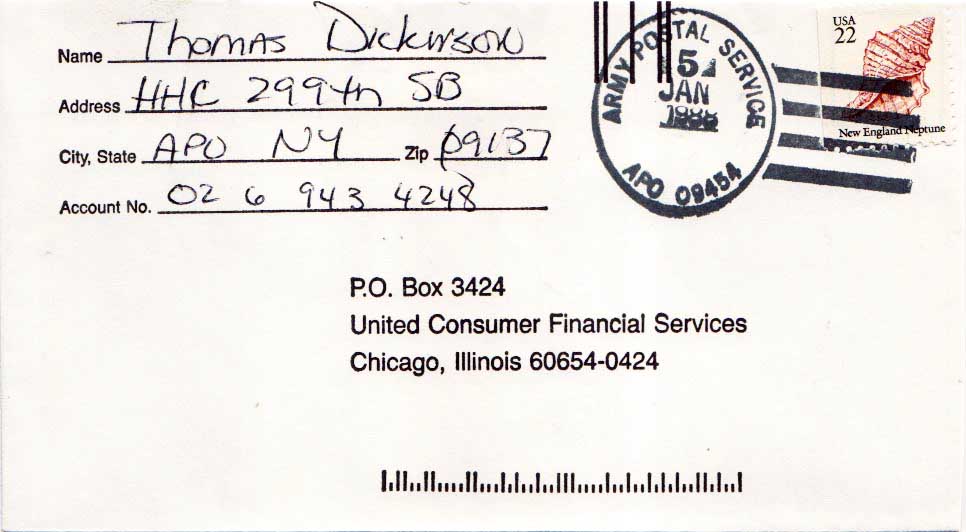 Name Thomas Dickinson
Address HHC 299th SB
City, State APO NY Zip 09137
Account No. 02 6 943 4248
ARMY POSTAL SERVICE
5
JAN
APO 09454
USA
22
New England Neptune
P.O. Box 3424
United Consumer Financial Services
Chicago, Illinois 60654-0424